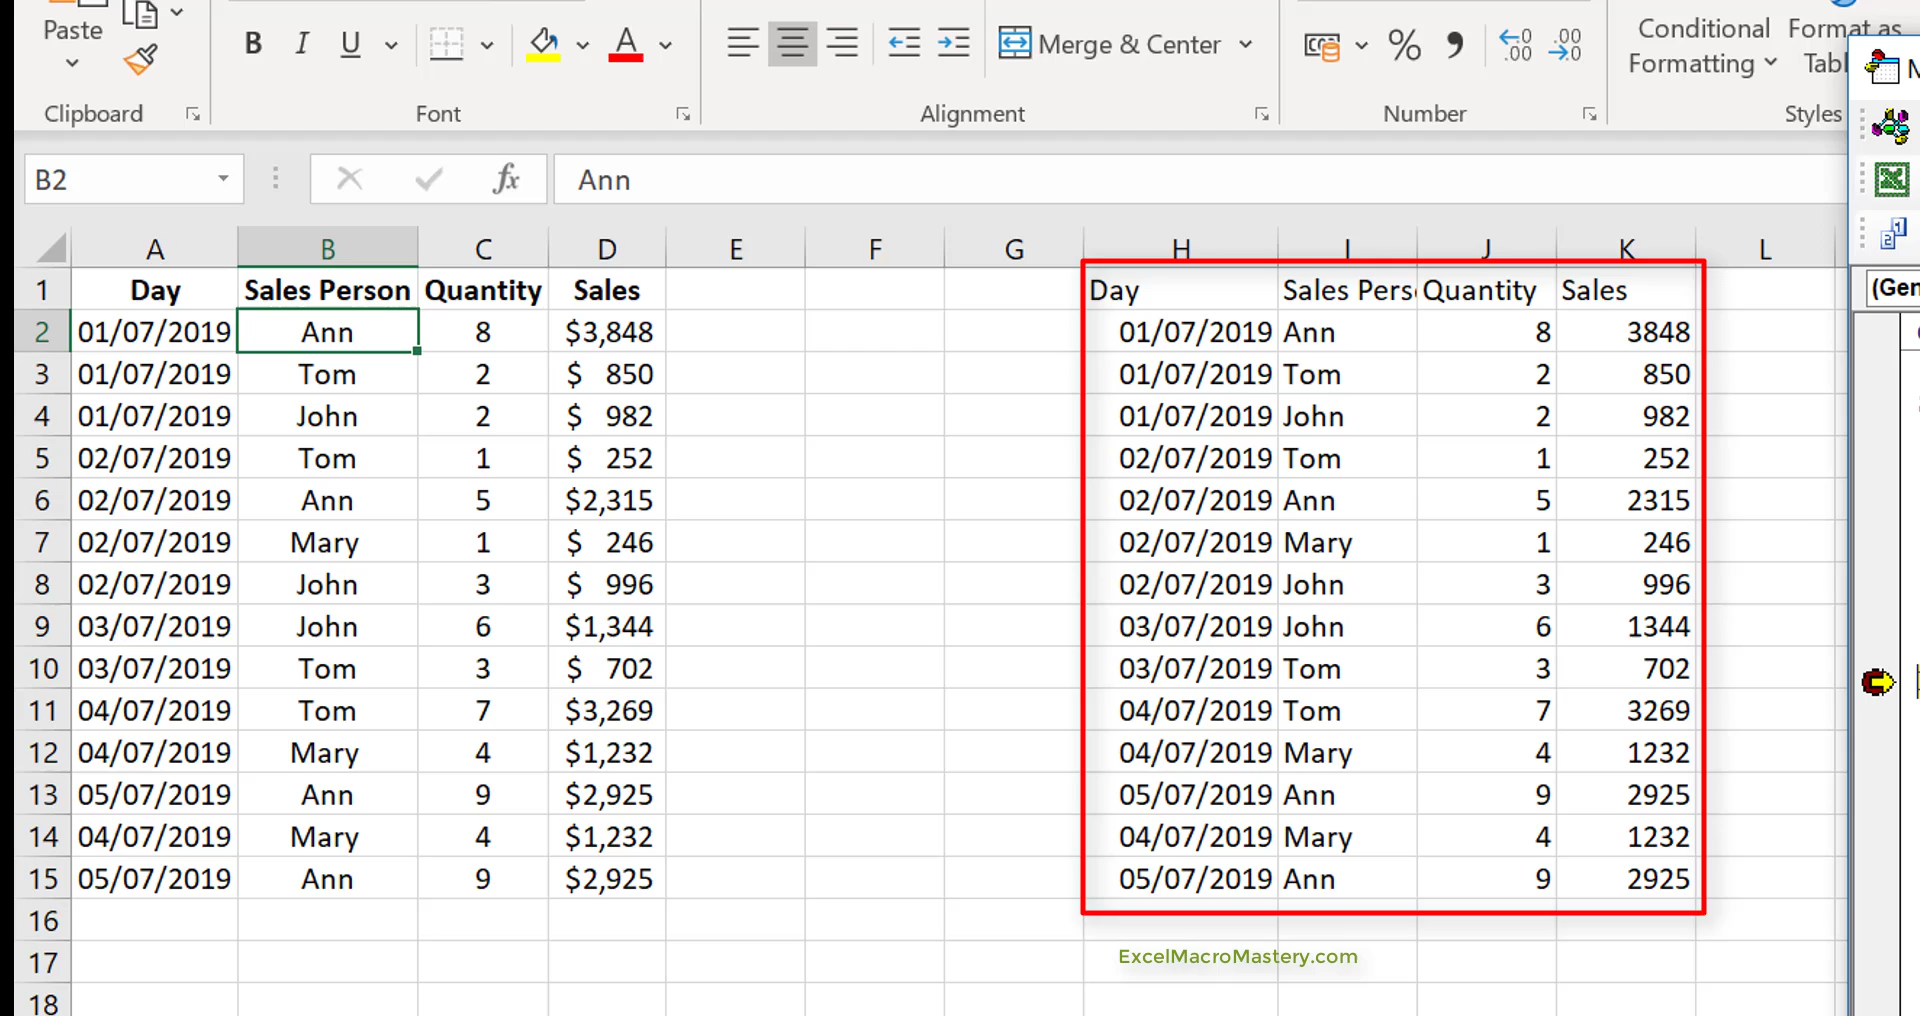 Paste
Clipboard
B I U
A
Font
Merge & Center
Alignment
% 9 ←0 .00 .00 →0
Number
Conditional Formatting
Format as
Styles
B2
fx
Ann
A B C D E F G H I J K L
1 Day Sales Person Quantity Sales Day Sales Quantity Sales
2 01/07/2019 Ann 8 $3,848 01/07/2019 Ann 8 3848
3 01/07/2019 Tom 2 $ 850 01/07/2019 Tom 2 850
4 01/07/2019 John 2 $ 982 01/07/2019 John 2 982
5 02/07/2019 Tom 1 $ 252 02/07/2019 Tom 1 252
6 02/07/2019 Ann 5 $2,315 02/07/2019 Ann 5 2315
7 02/07/2019 Mary 1 $ 246 02/07/2019 Mary 1 246
8 02/07/2019 John 3 $ 996 02/07/2019 John 3 996
9 03/07/2019 John 6 $1,344 03/07/2019 John 6 1344
10 03/07/2019 Tom 3 $ 702 03/07/2019 Tom 3 702
11 04/07/2019 Tom 7 $3,269 04/07/2019 Tom 7 3269
12 04/07/2019 Mary 4 $1,232 04/07/2019 Mary 4 1232
13 05/07/2019 Ann 9 $2,925 05/07/2019 Ann 9 2925
14 04/07/2019 Mary 4 $1,232 04/07/2019 Mary 4 1232
15 05/07/2019 Ann 9 $2,925 05/07/2019 Ann 9 2925
16
17
18
ExcelMacroMastery.com